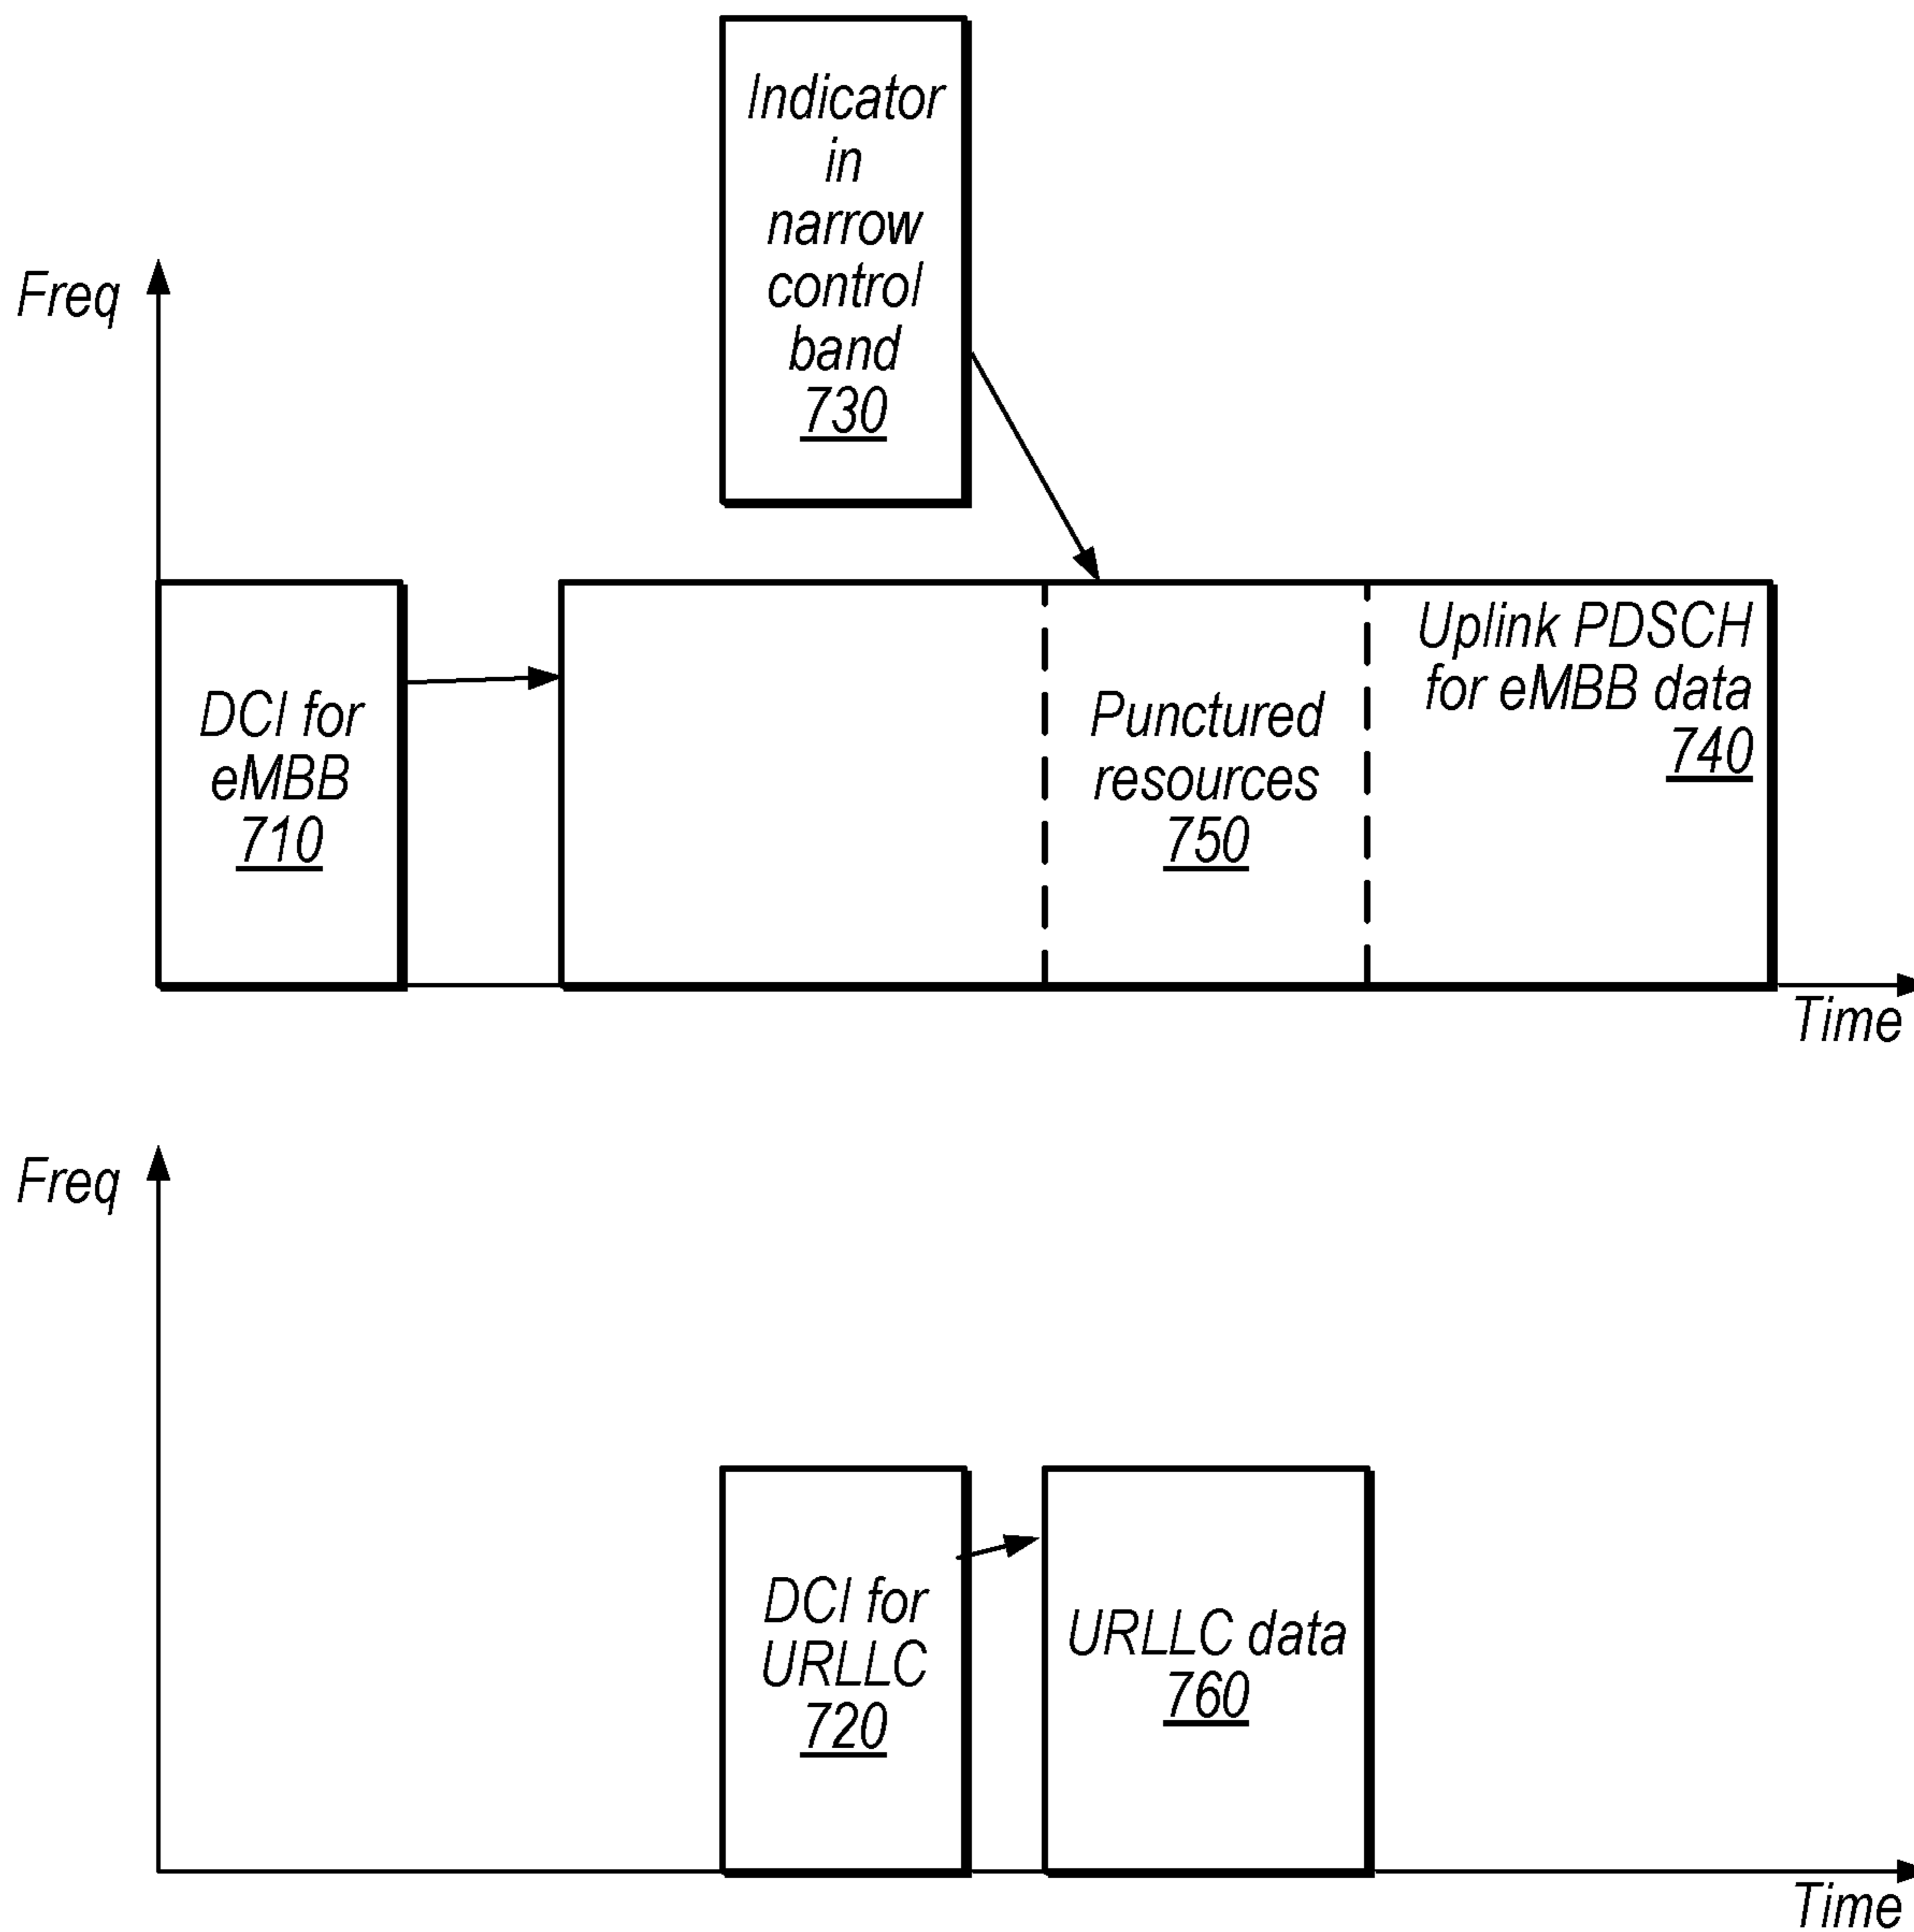 Indicator
in
narrow
control
band
730
Freq
DCI for
eMBB
710
Punctured
resources
750
Uplink PDSCH
for eMBB data
740
Time
Freq
DCI for
URLLC
720
URLLC data
760
Time